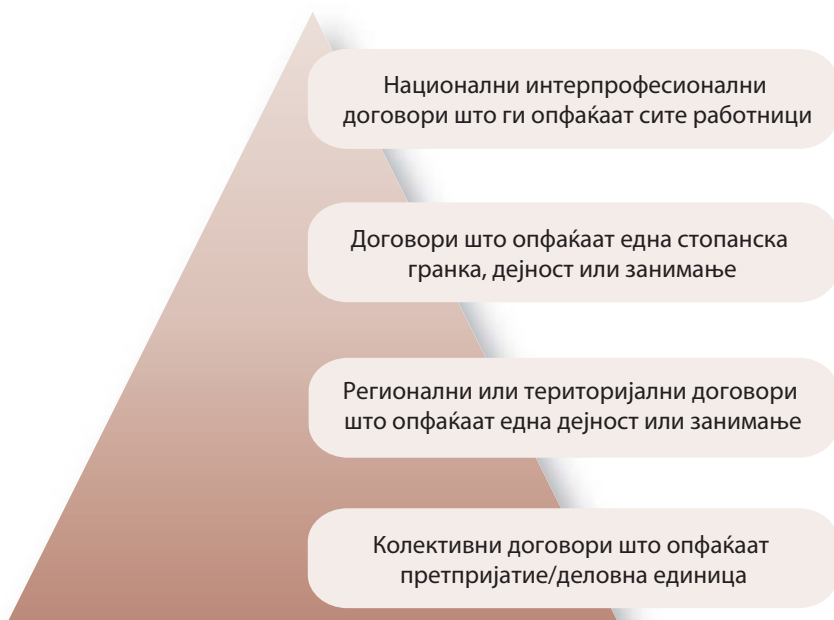 Национални интерпрофесионални
договори што ги опфаќаат сите работници
Договори што опфаќаат една стопанска
гранка, дејност или занимање
Регионални или територијални договори
што опфаќаат една дејност или занимање
Колективни договори што опфаќаат
претпријатие/деловна единица